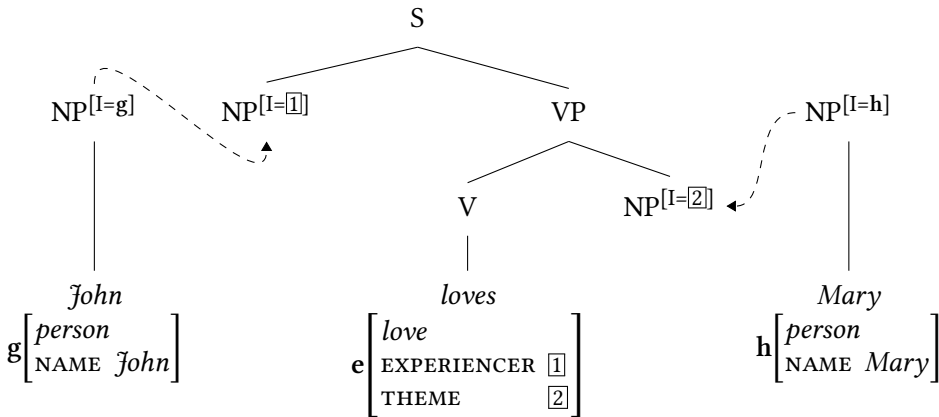 S
NP[I=g] NP[I=1] VP NP[I=h]
V NP[I=2]
John loves Mary
g[person e[love h[person
NAME John] EXPERIENCER 1 NAME Mary]
THEME 2]